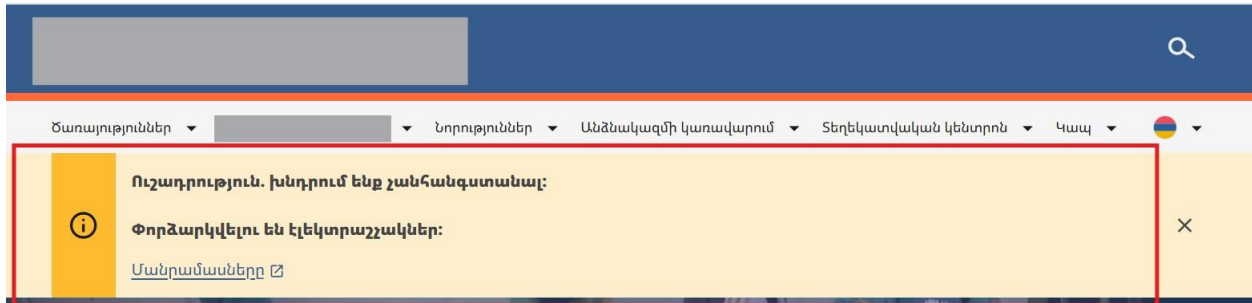 Ծառայություններ Նորություններ Անձնակազմի կառավարում Տեղեկատվական կենտրոն Կապ
Ուշադրություն. խնդրում ենք չանհանգստանալ:
Փորձարկվելու են էլեկտրաշչակներ:
Մանրամասները